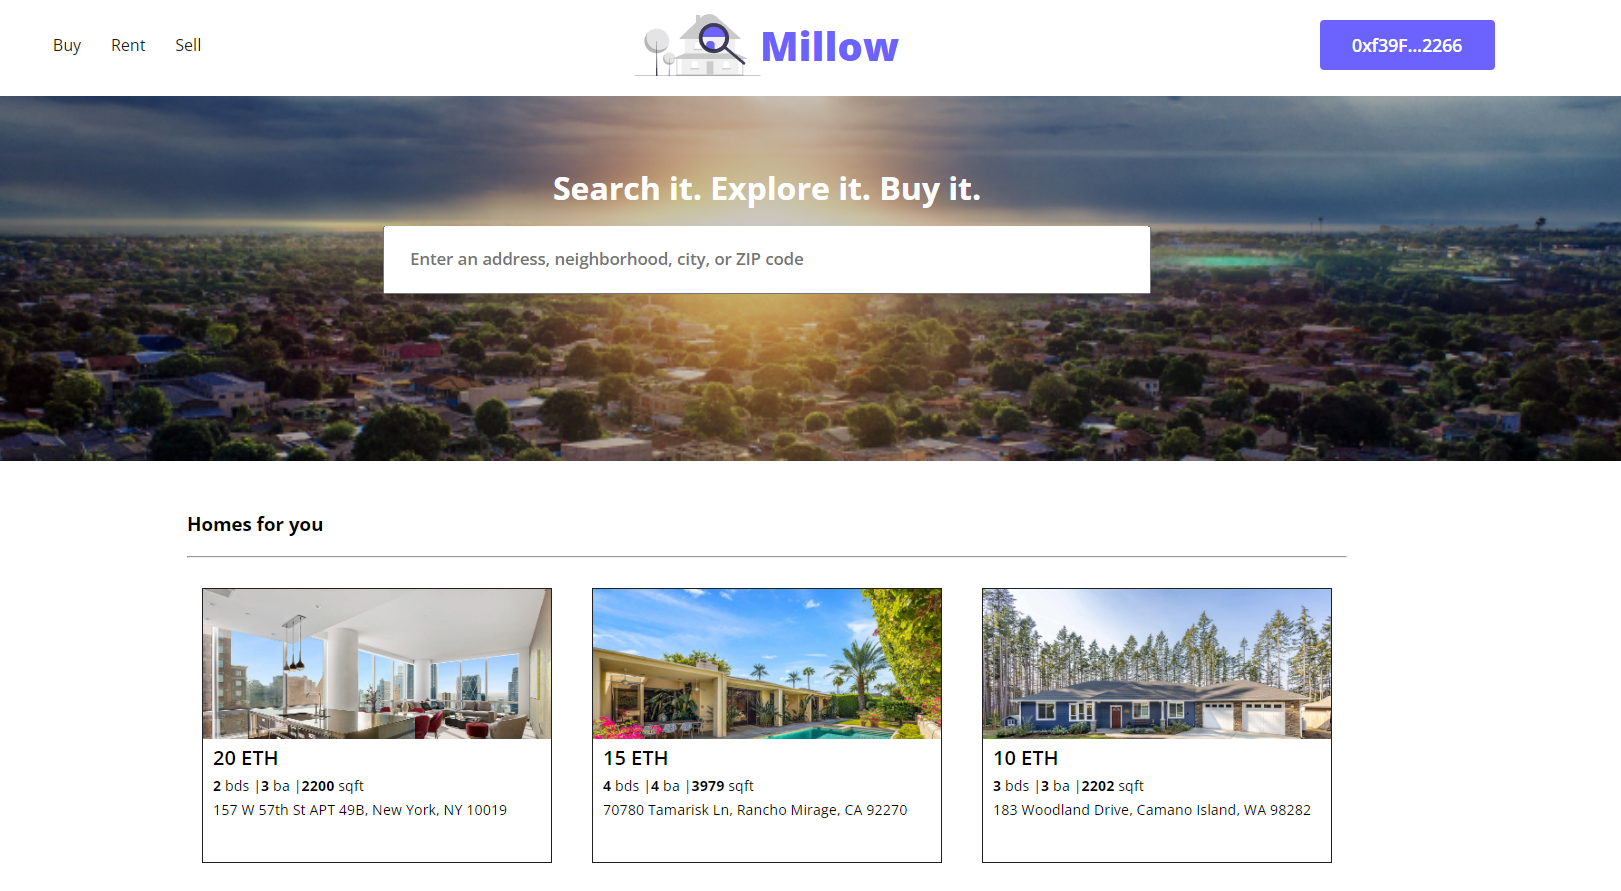 Buy Rent Sell
Millow
0xf39F...2266
Search it. Explore it. Buy it.
Enter an address, neighborhood, city, or ZIP code
Homes for you
20 ETH
2 bds |3 ba |2200 sqft
157 W 57th St APT 49B, New York, NY 10019
15 ETH
4 bds |4 ba |3979 sqft
70780 Tamarisk Ln, Rancho Mirage, CA 92270
10 ETH
3 bds |3 ba |2202 sqft
183 Woodland Drive, Camano Island, WA 98282